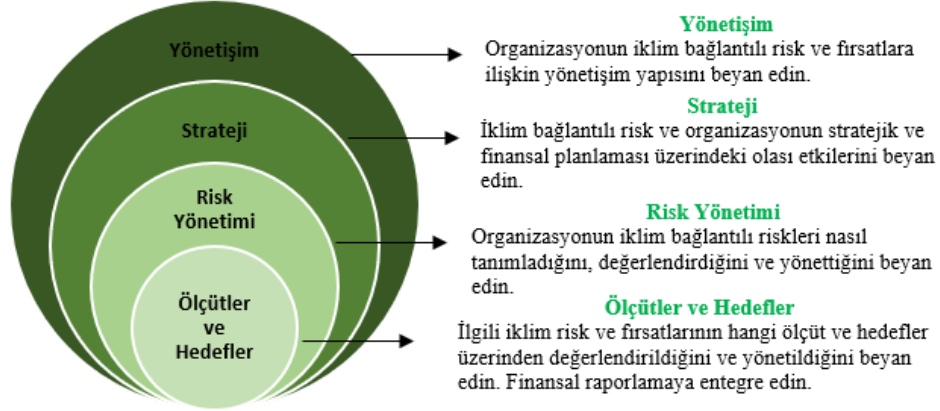 Yönetişim
Strateji
Risk
Yönetimi
Ölçütler
ve
Hedefler
Yönetişim
Organizasyonun iklim bağlantılı risk ve fırsatlara
ilişkin yönetişim yapısını beyan edin.
Strateji
İklim bağlantılı risk ve organizasyonun stratejik ve
finansal planlaması üzerindeki olası etkilerini beyan
edin.
Risk Yönetimi
Organizasyonun iklim bağlantılı riskleri nasıl
tanımladığını, değerlendirdiğini ve yönettiğini beyan
edin.
Ölçütler ve Hedefler
İlgili iklim risk ve fırsatlarının hangi ölçüt ve hedefler
üzerinden değerlendirildiğini ve yönetildiğini beyan
edin. Finansal raporlamaya entegre edin.